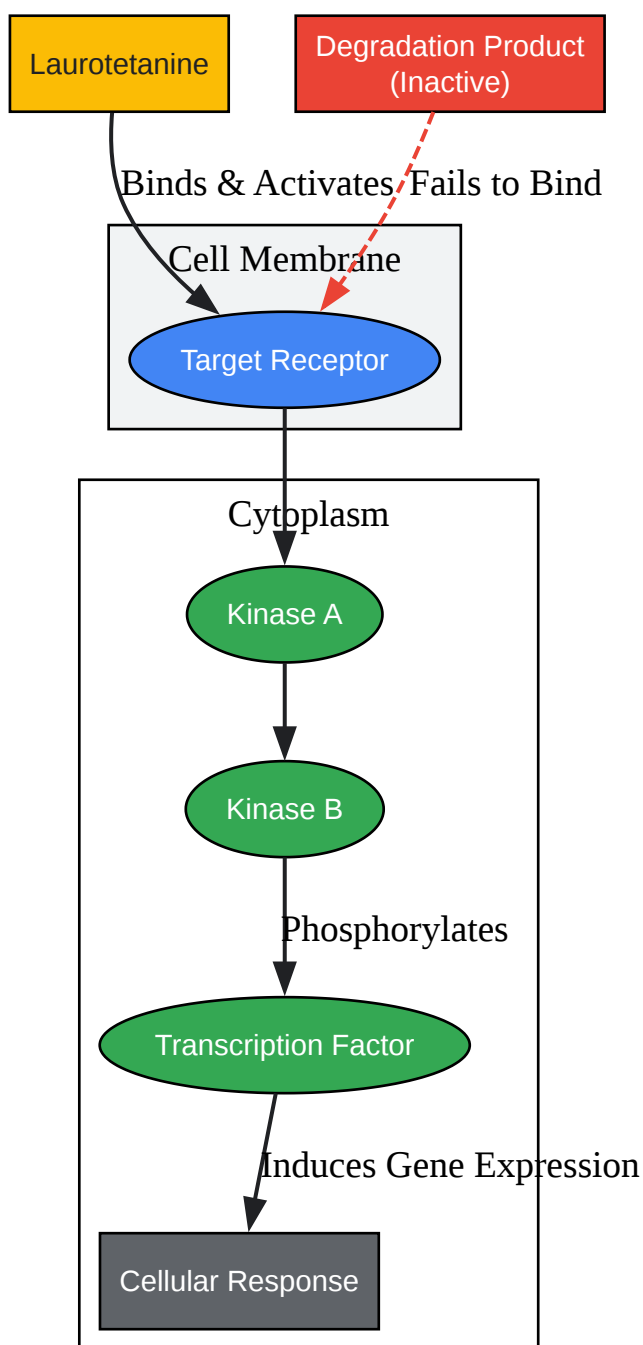 Laurotetanine
Degradation Product
(Inactive)
Binds & Activates
Fails to Bind
Cell Membrane
Target Receptor
Cytoplasm
Kinase A
Kinase B
Phosphorylates
Transcription Factor
Induces Gene Expression
Cellular Response